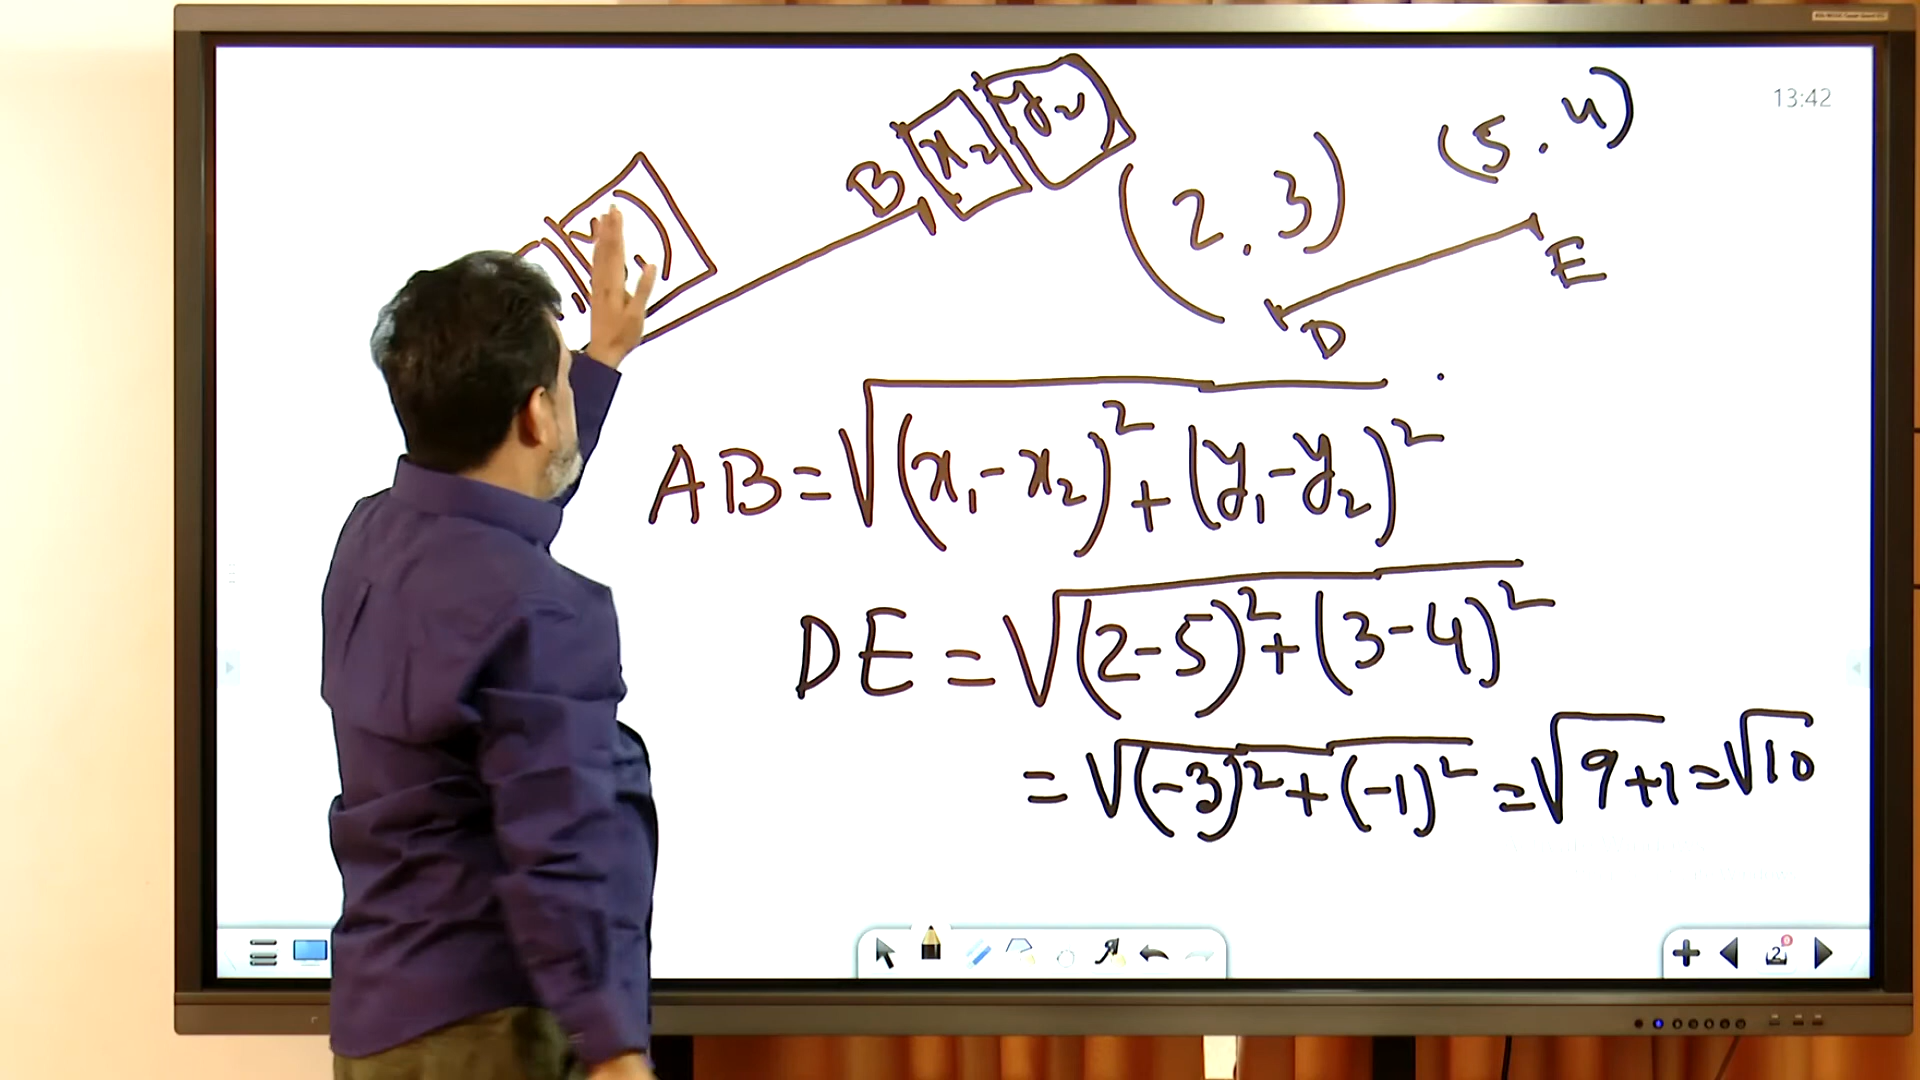 13:42
B (x₂, y₂)
(2, 3)
(5, 4)
D
E
AB = √(x₁ - x₂)² + (y₁ - y₂)²
DE = √(2-5)² + (3-4)²
= √(-3)² + (-1)² = √9+1 = √10
2